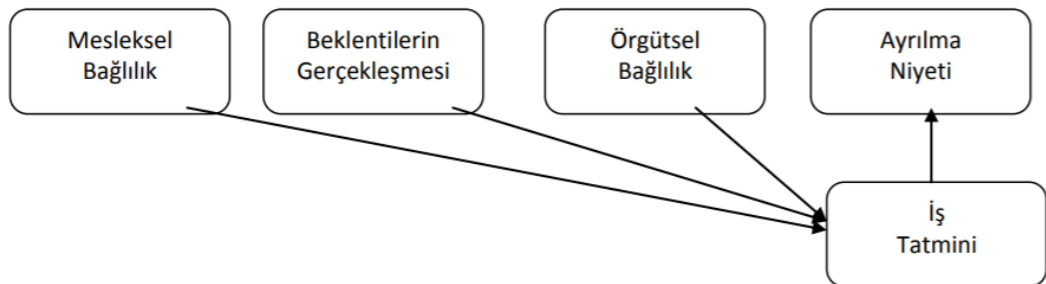 Mesleksel
Bağlılık
Beklentilerin
Gerçekleşmesi
Örgütsel
Bağlılık
Ayrılma
Niyeti
İş
Tatmini